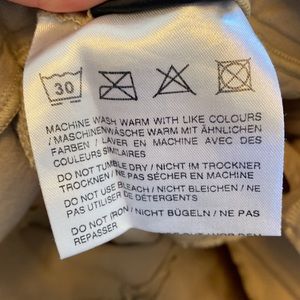 30
MACHINE WASH WARM WITH LIKE COLOURS
/ MASCHINENWÄSCHE WARM MIT ÄHNLICHEN
FARBEN / LAVER EN MACHINE AVEC DES
COULEURS SIMILAIRES
DO NOT TUMBLE DRY / NICHT IM TROCKNER
TROCKNEN / NE PAS SÉCHER EN MACHINE
DO NOT USE BLEACH / NICHT BLEICHEN / NE
PAS UTILISER DE DÉTERGENTS
DO NOT IRON / NICHT BÜGELN / NE PAS
REPASSER